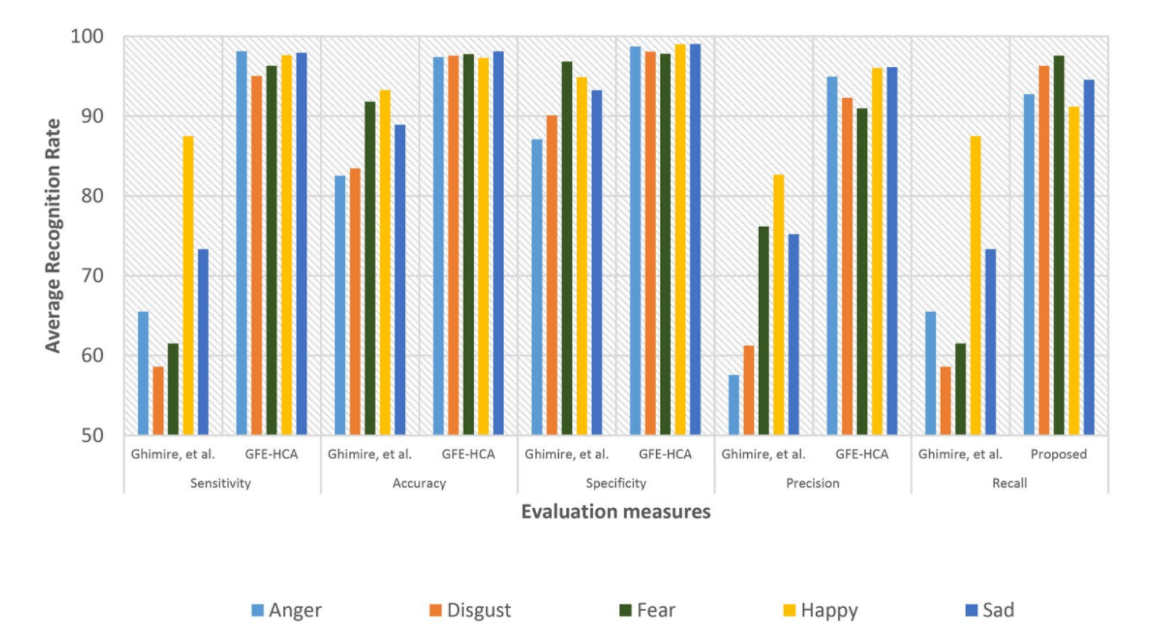 Average Recognition Rate
100
90
80
70
60
50
Ghimire, et al. GFE-HCA Ghimire, et al. GFE-HCA Ghimire, et al. GFE-HCA Ghimire, et al. GFE-HCA Ghimire, et al. Proposed
Sensitivity Accuracy Specificity Precision Recall
Evaluation measures
Anger Disgust Fear Happy Sad